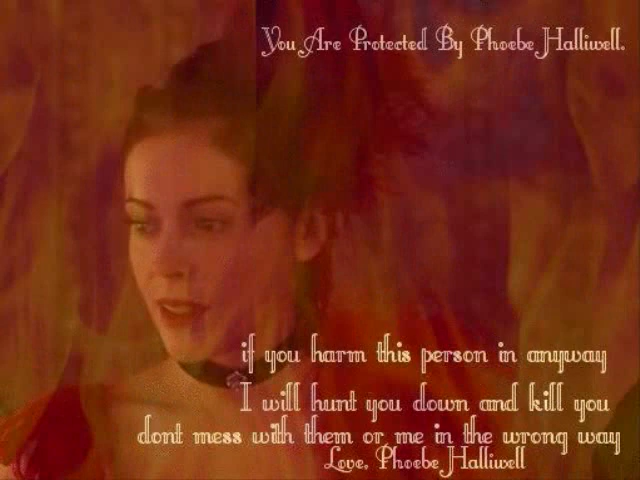 You Are Protected By Phoebe Halliwell.
if you harm this person in anyway
I will hunt you down and kill you
dont mess with them or me in the wrong way
Love, Phoebe Halliwell